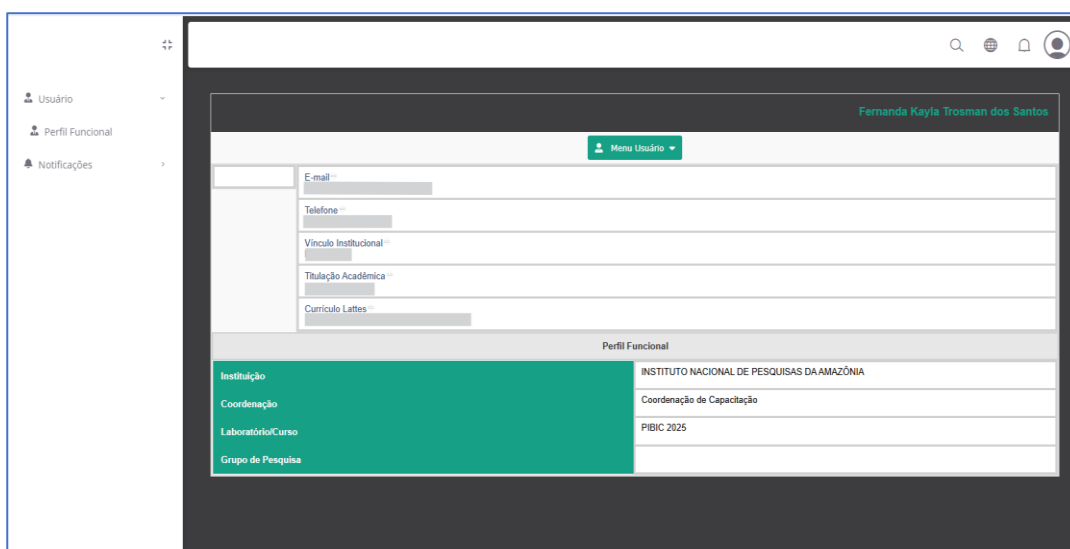 Usuário
Perfil Funcional
Notificações
Fernanda Kayla Trosman dos Santos
Menu Usuário
E-mail
Telefone
Vínculo Institucional
Titulação Acadêmica
Currículo Lattes
Perfil Funcional
Instituição INSTITUTO NACIONAL DE PESQUISAS DA AMAZÔNIA
Coordenação Coordenação de Capacitação
Laboratório/Curso PIBIC 2025
Grupo de Pesquisa